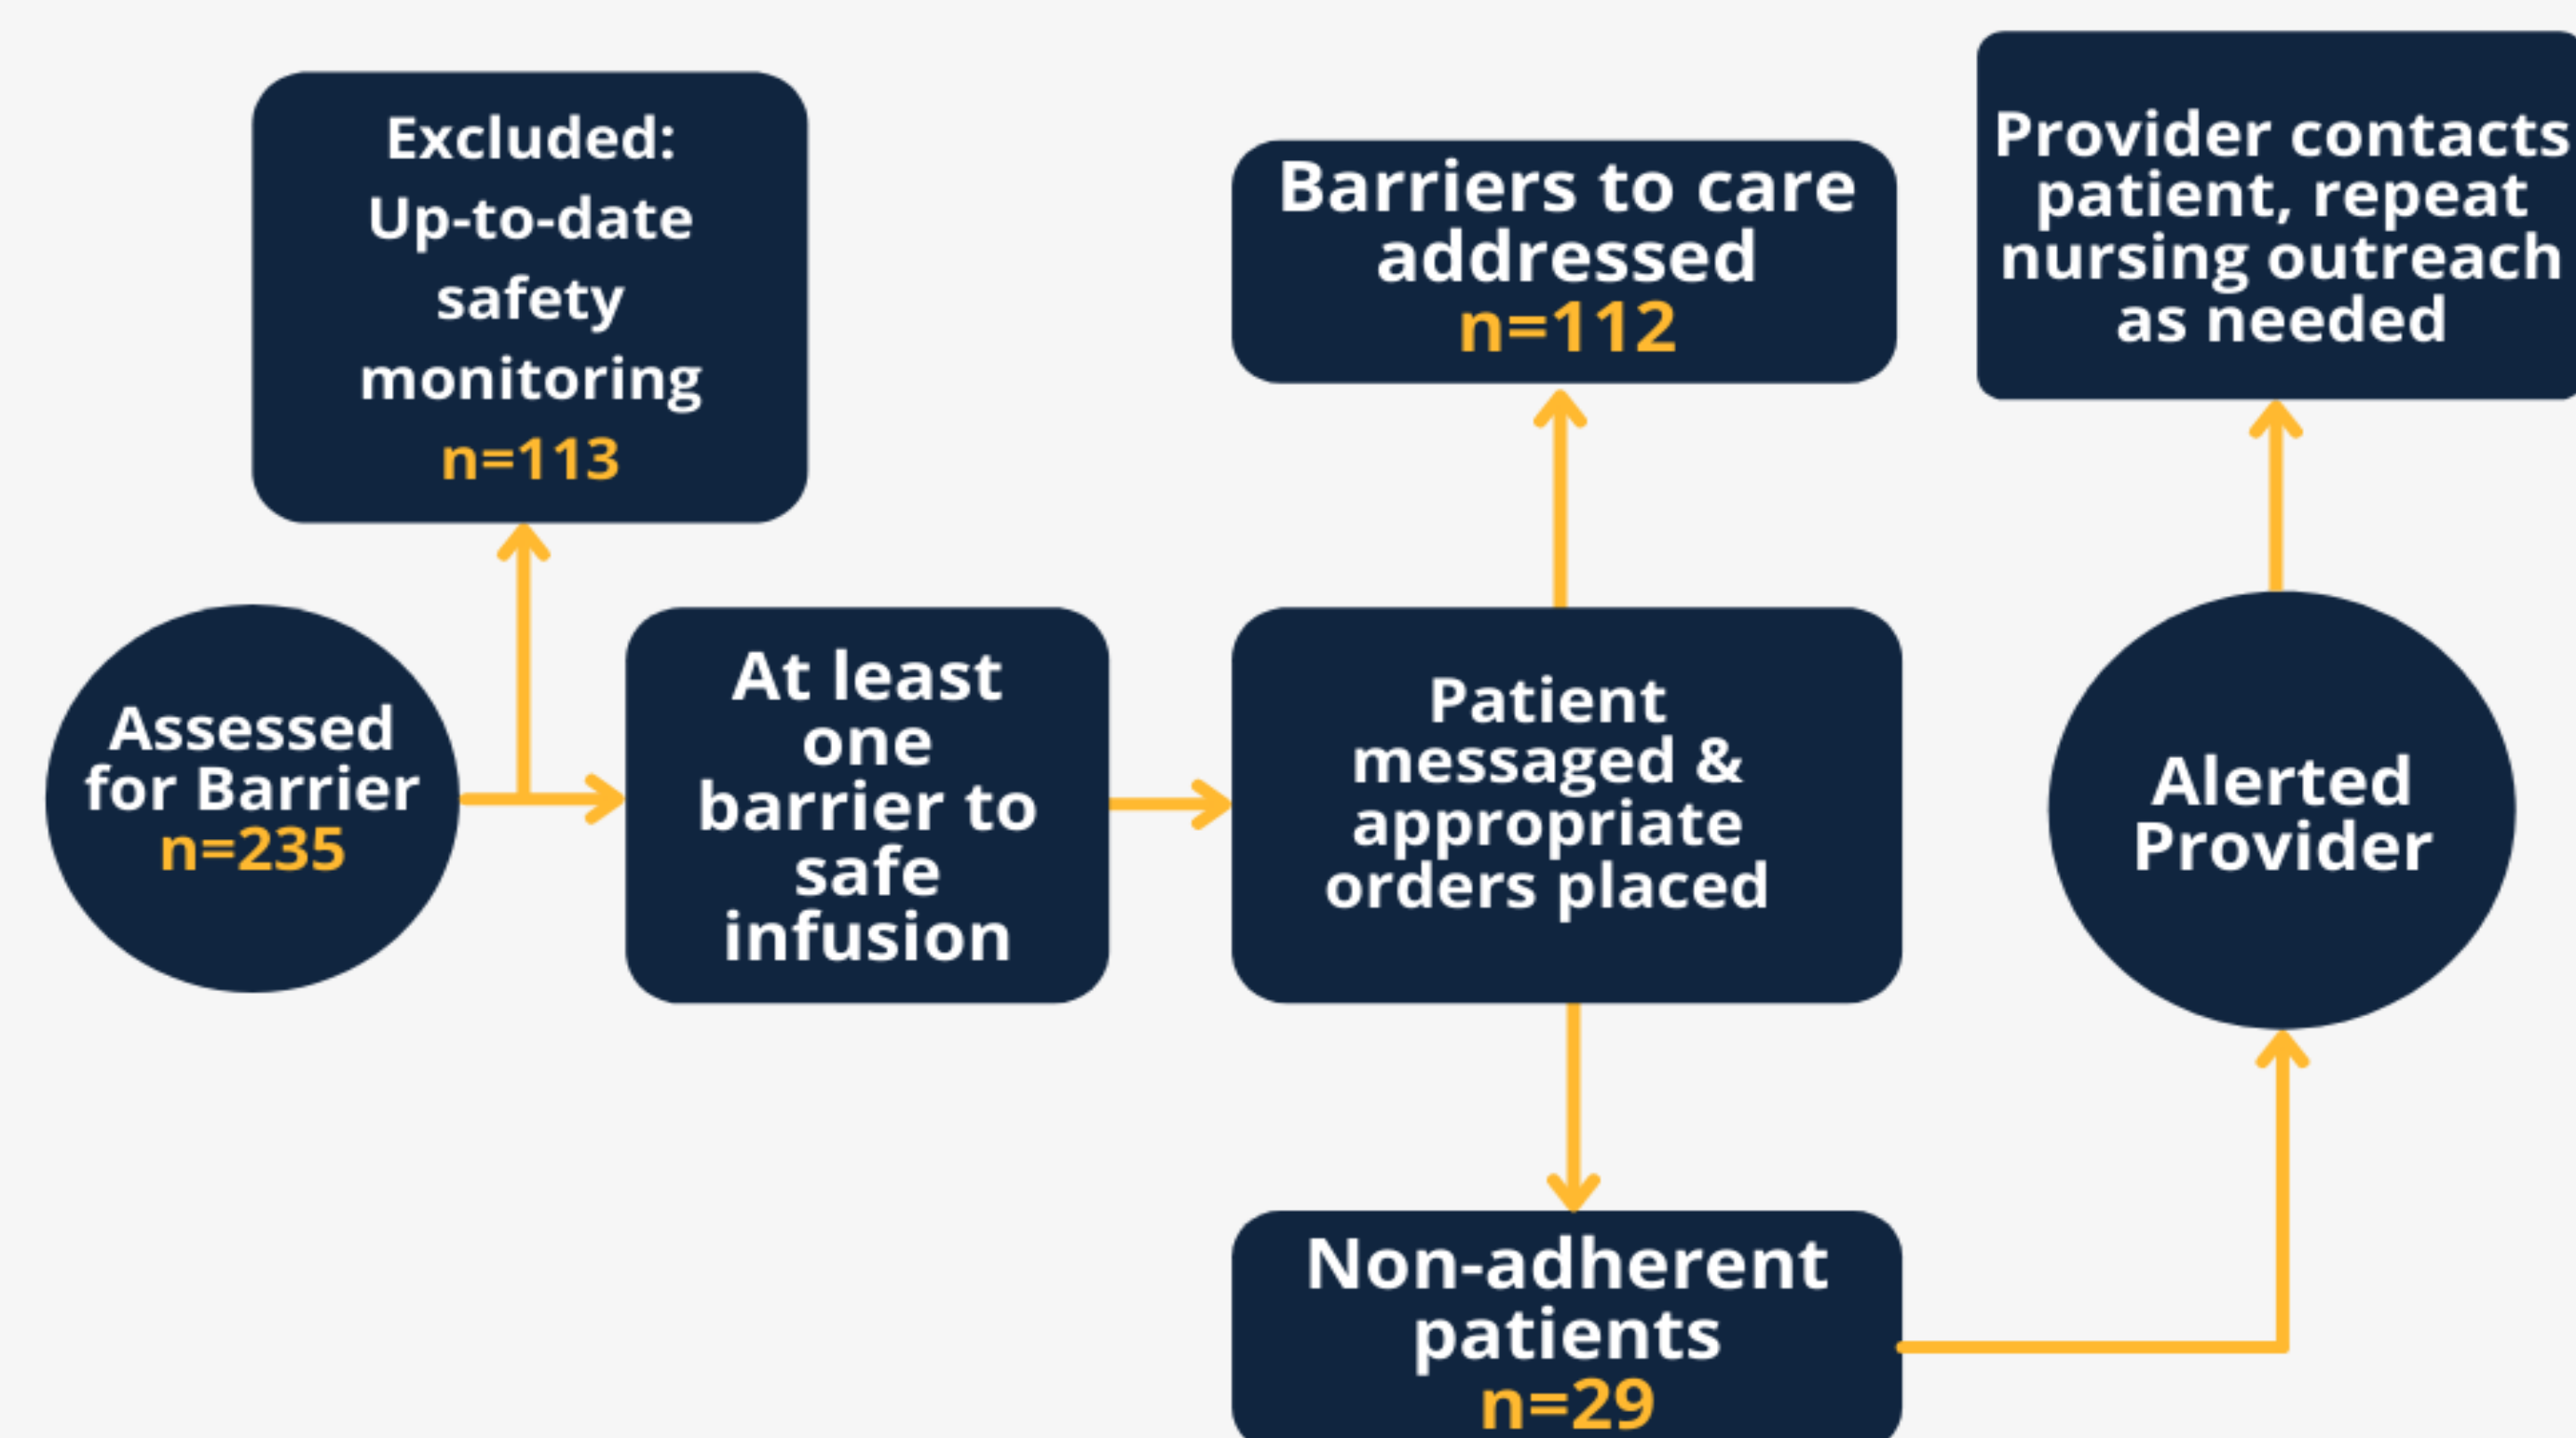 Excluded:
Up-to-date
safety
monitoring
n=113
Assessed
for Barrier
n=235
At least
one
barrier to
safe
infusion
Barriers to care
addressed
n=112
Patient
messaged &
appropriate
orders placed
Non-adherent
patients
n=29
Provider contacts
patient, repeat
nursing outreach
as needed
Alerted
Provider